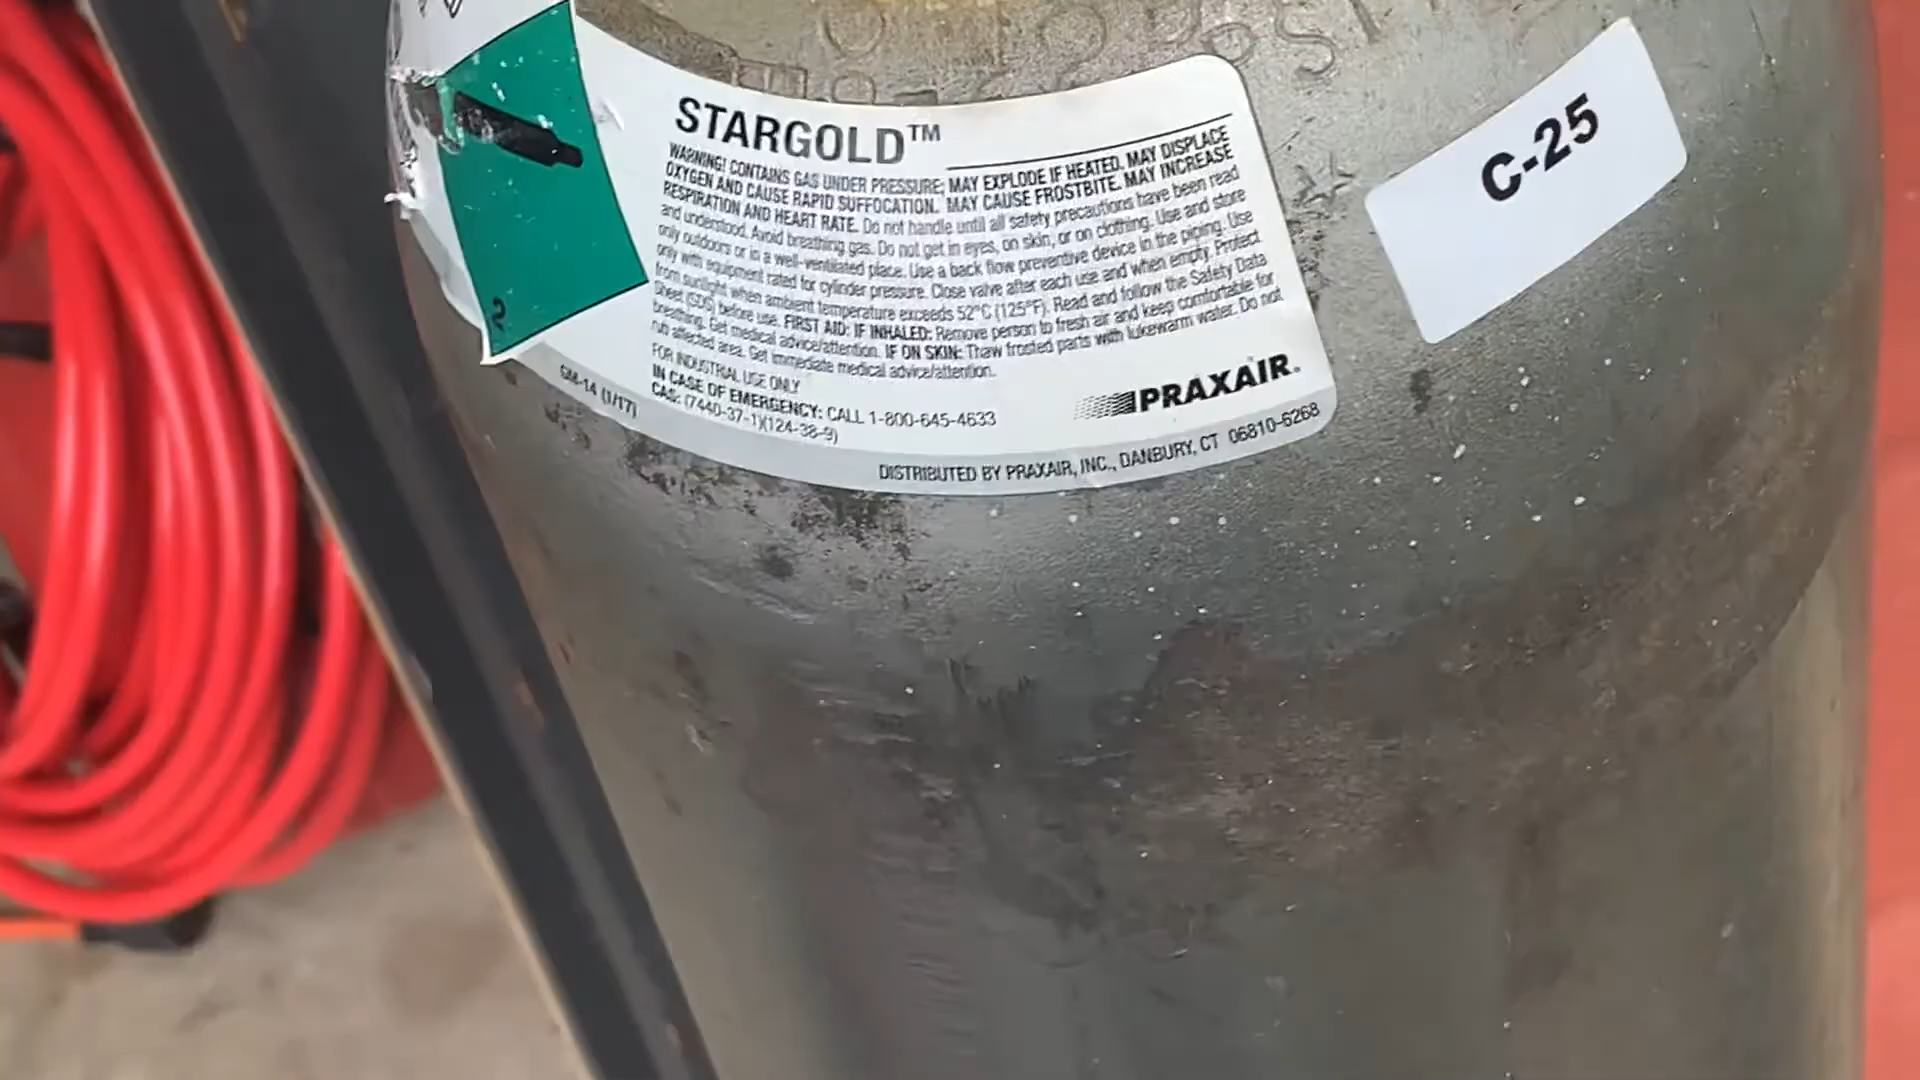 STARGOLD™
WARNING! CONTAINS GAS UNDER PRESSURE; MAY EXPLODE IF HEATED. MAY DISPLACE
OXYGEN AND CAUSE RAPID SUFFOCATION. MAY CAUSE FROSTBITE. MAY INCREASE
RESPIRATION AND HEART RATE. Do not handle until all safety precautions have been read
and understood. Avoid breathing gas. Do not get in eyes, on skin, or on clothing. Use and store
only outdoors or in a well-ventilated place. Use a back flow preventive device in the piping. Use
only with equipment rated for cylinder pressure. Close valve after each use and when empty. Protect
from sunlight when ambient temperature exceeds 52°C (125°F). Read and follow the Safety Data
Sheet (SDS) before use. FIRST AID: IF INHALED: Remove person to fresh air and keep comfortable for
breathing. Get medical advice/attention. IF ON SKIN: Thaw frosted parts with lukewarm water. Do not
rub affected area. Get immediate medical advice/attention.
FOR INDUSTRIAL USE ONLY
IN CASE OF EMERGENCY: CALL 1-800-645-4633
CAS: (7440-37-1)(124-38-9)
PRAXAIR.
GM-14 (1/17)
DISTRIBUTED BY PRAXAIR, INC., DANBURY, CT 06810-6268
2
C-25